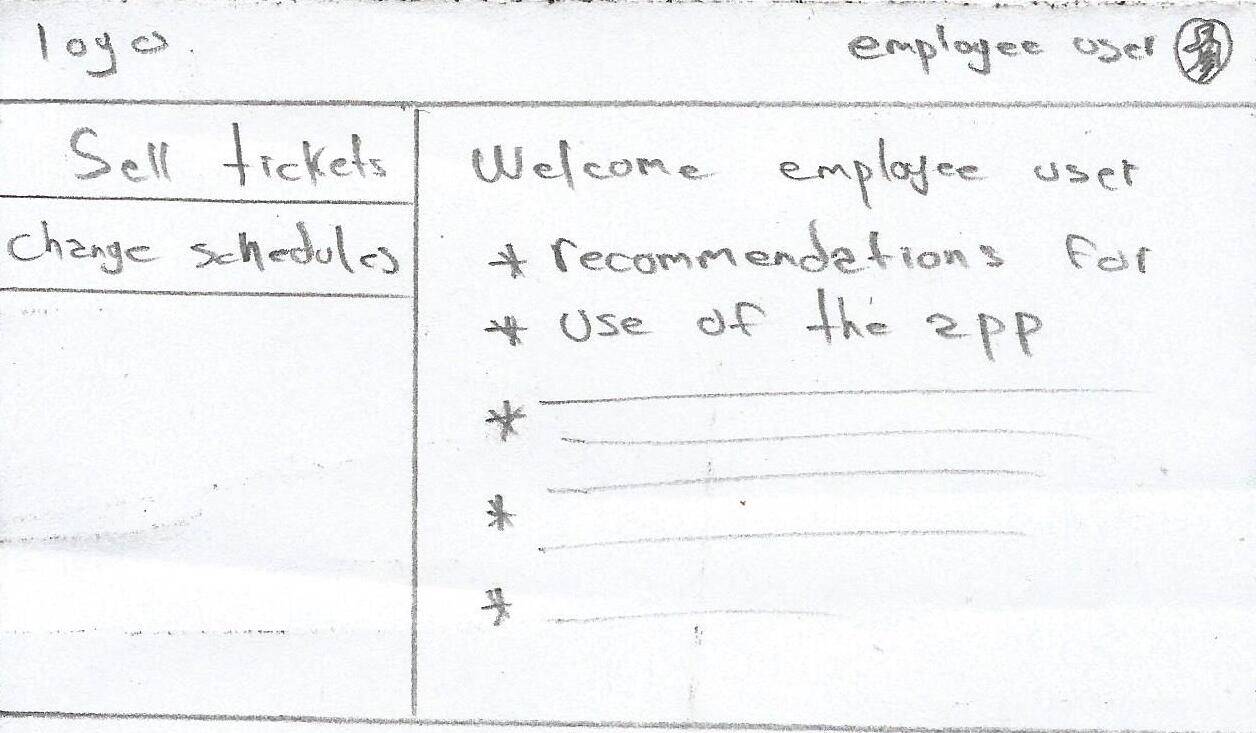 logo.
employee user
Sell tickets
Change schedules
Welcome employee user
* recommendations for
* Use of the app
*
*
*